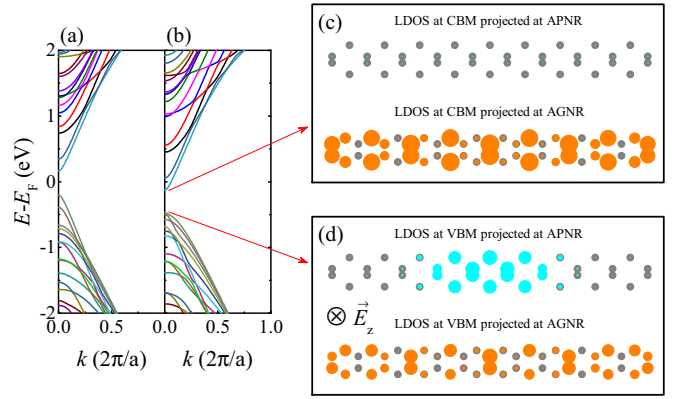 (a)
(b)
2
1
0
-1
-2
E-E_F (eV)
0.0
0.5
0.0
0.5
1.0
k (2π/a)
k (2π/a)
(c)
LDOS at CBM projected at APNR
LDOS at CBM projected at AGNR
(d)
LDOS at VBM projected at APNR
⊗ E⃗_z
LDOS at VBM projected at AGNR